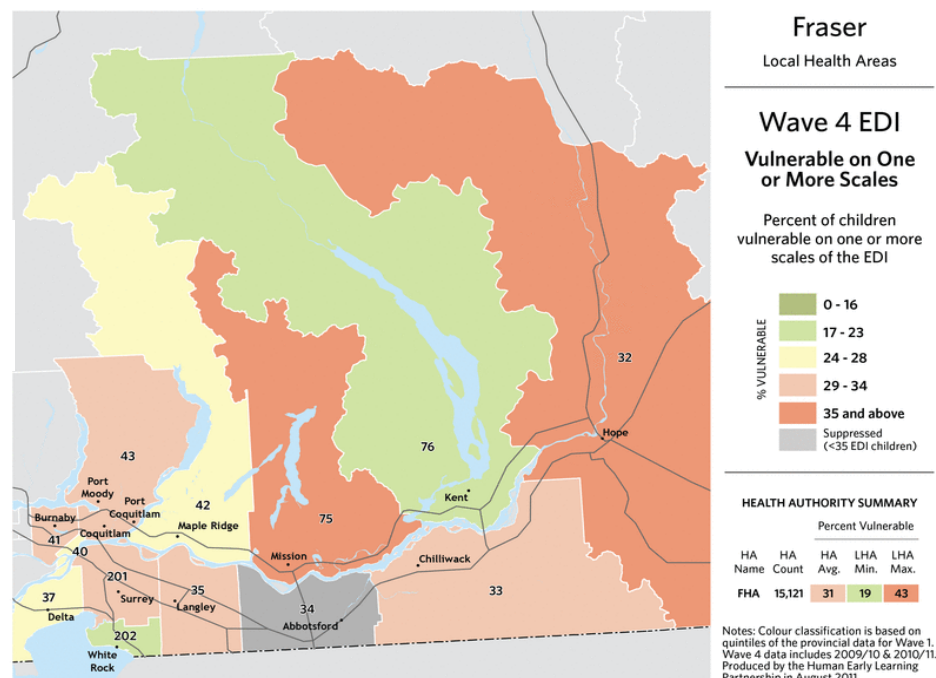 Fraser
Local Health Areas
Wave 4 EDI
Vulnerable on One
or More Scales
Percent of children
vulnerable on one or more
scales of the EDI
% VULNERABLE
0 - 16
17 - 23
24 - 28
29 - 34
35 and above
Suppressed
(<35 EDI children)
HEALTH AUTHORITY SUMMARY
Percent Vulnerable
HA HA HA LHA LHA
Name Count Avg. Min. Max.
FHA 15,121 31 19 43
Notes: Colour classification is based on
quintiles of the provincial data for Wave 1.
Wave 4 data includes 2009/10 & 2010/11.
Produced by the Human Early Learning
Partnership in August 2011
32
Hope
43
76
Port
Moody
Kent
42
Port
Coquitlam
75
Burnaby
Maple Ridge
Coquitlam
41
40
Mission
Chilliwack
201
35
33
37
Surrey
Langley
34
Delta
Abbotsford
202
White
Rock